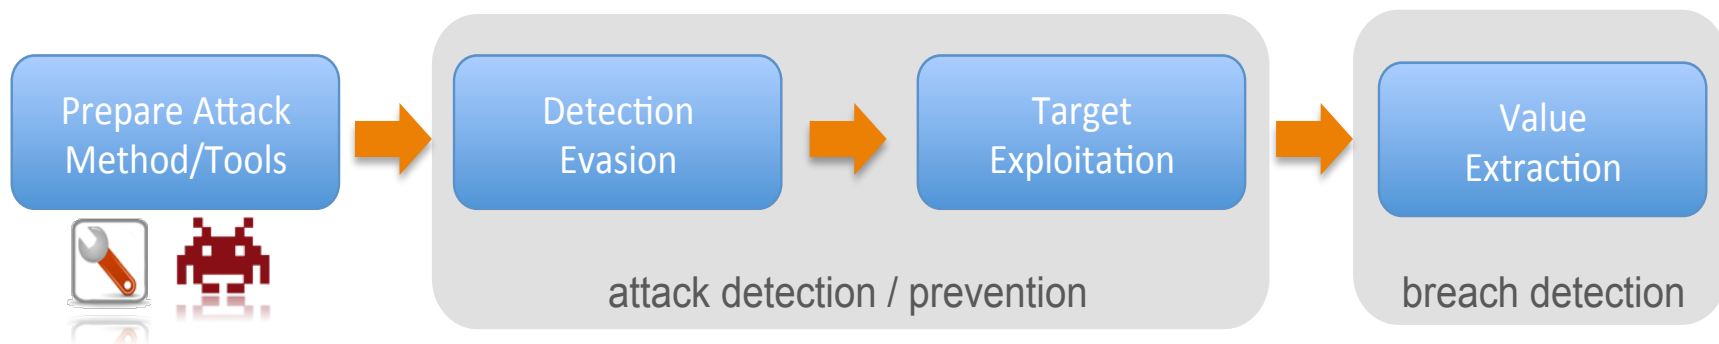 Prepare Attack
Method/Tools
Detection
Evasion
Target
Exploitation
Value
Extraction
attack detection / prevention
breach detection